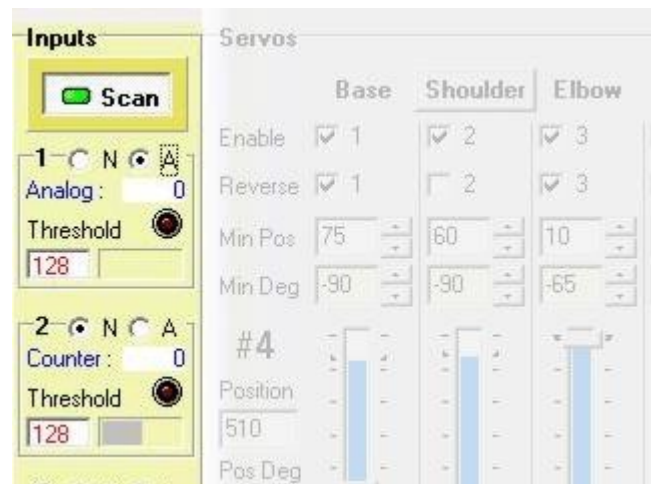 Inputs
Scan
1 N A
Analog : 0
Threshold
128
2 N A
Counter : 0
Threshold
128
Servos
Base Shoulder Elbow
Enable 1 2 3
Reverse 1 2 3
Min Pos 75 60 10
Min Deg -90 -90 -65
#4
Position
510
Pos Deg